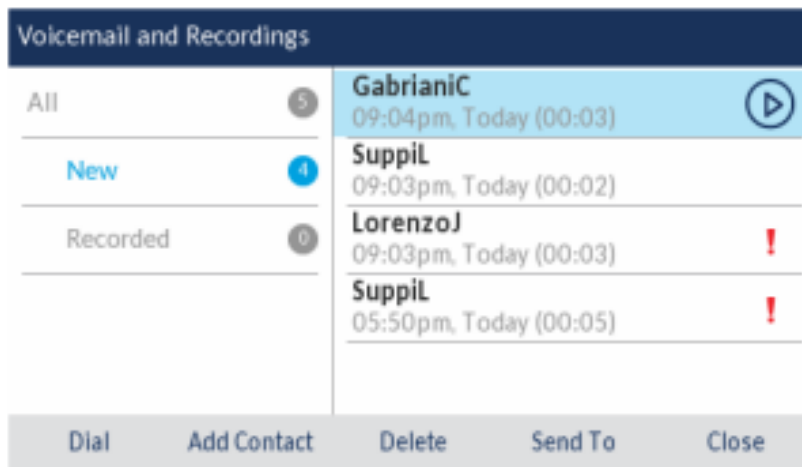 Voicemail and Recordings
All 5
New 4
Recorded 0
GabrianiC
09:04pm, Today (00:03)
SuppiL
09:03pm, Today (00:02)
LorenzoJ
09:03pm, Today (00:03)
!
SuppiL
05:50pm, Today (00:05)
!
Dial Add Contact Delete Send To Close